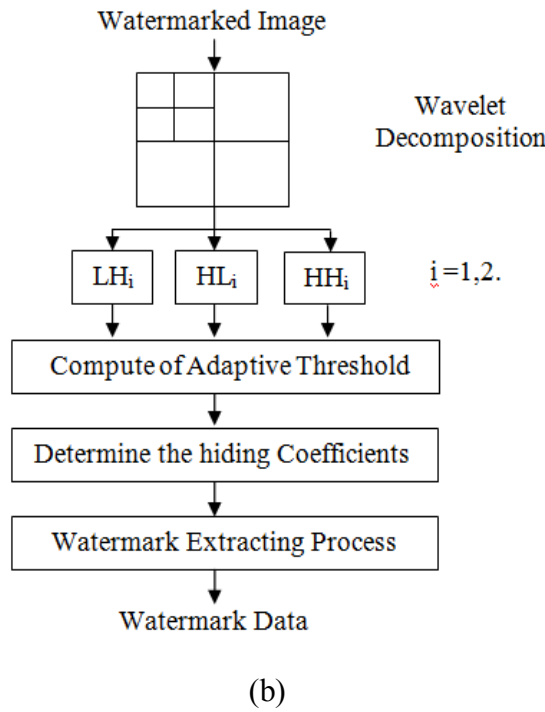 Watermarked Image
Wavelet
Decomposition
LHi
HLi
HHi
i =1,2.
Compute of Adaptive Threshold
Determine the hiding Coefficients
Watermark Extracting Process
Watermark Data
(b)